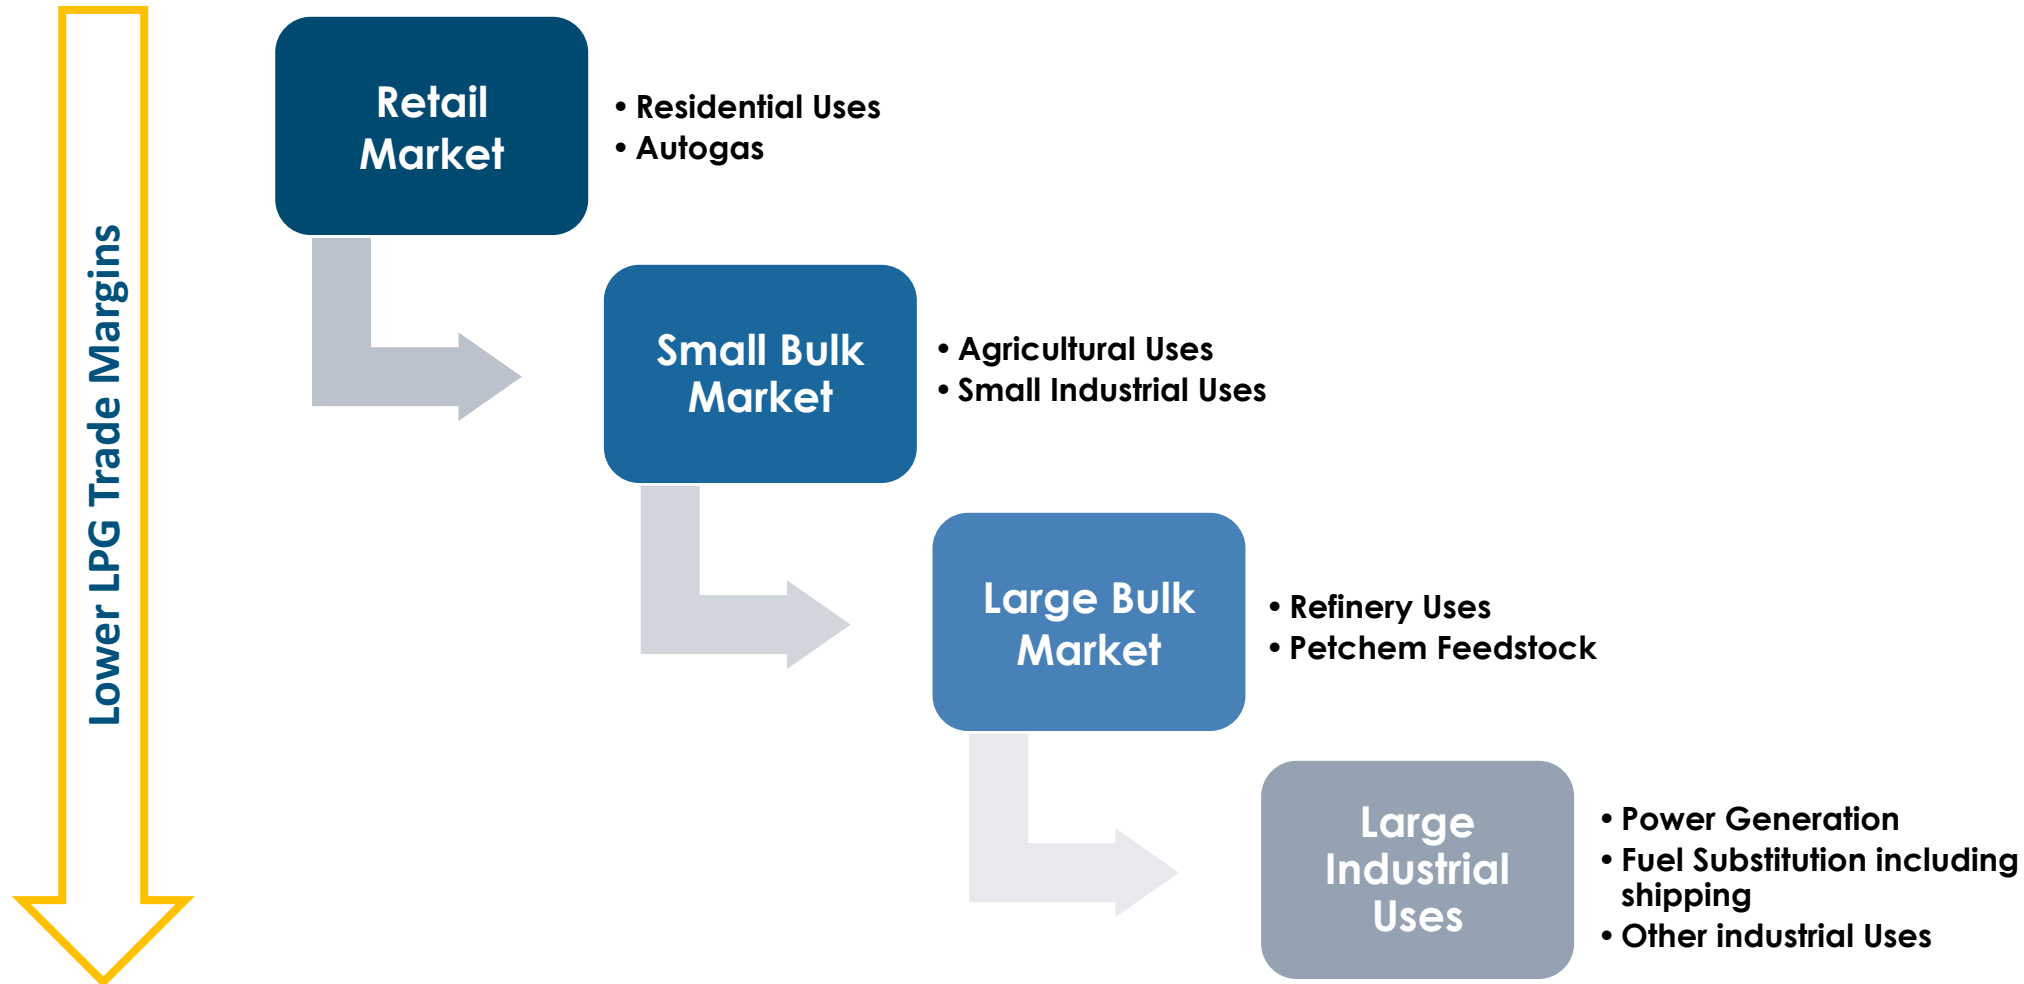 Lower LPG Trade Margins
Retail
Market
• Residential Uses
• Autogas
Small Bulk
Market
• Agricultural Uses
• Small Industrial Uses
Large Bulk
Market
• Refinery Uses
• Petchem Feedstock
Large
Industrial
Uses
• Power Generation
• Fuel Substitution including
shipping
• Other industrial Uses